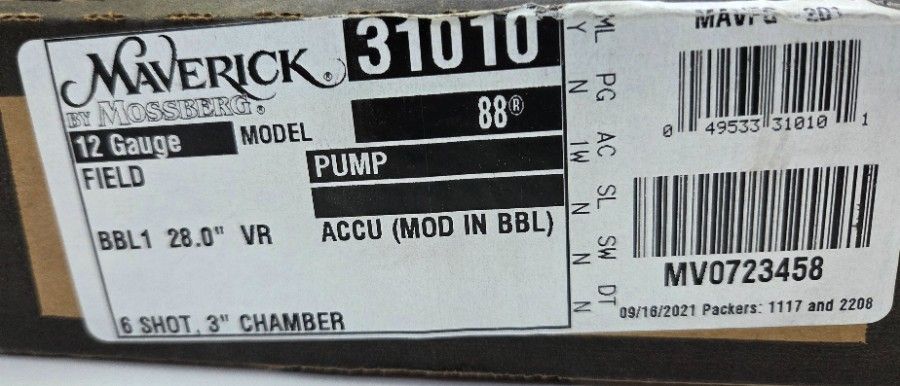 MAVERICK®
BY MOSSBERG®
31010
12 Gauge
MODEL
88®
FIELD
PUMP
BBL1 28.0" VR
ACCU (MOD IN BBL)
6 SHOT, 3" CHAMBER
ML PG AC SL SW DT
Y N IW N N N
0 49533 31010 1
MV0723458
09/16/2021 Packers: 1117 and 2208